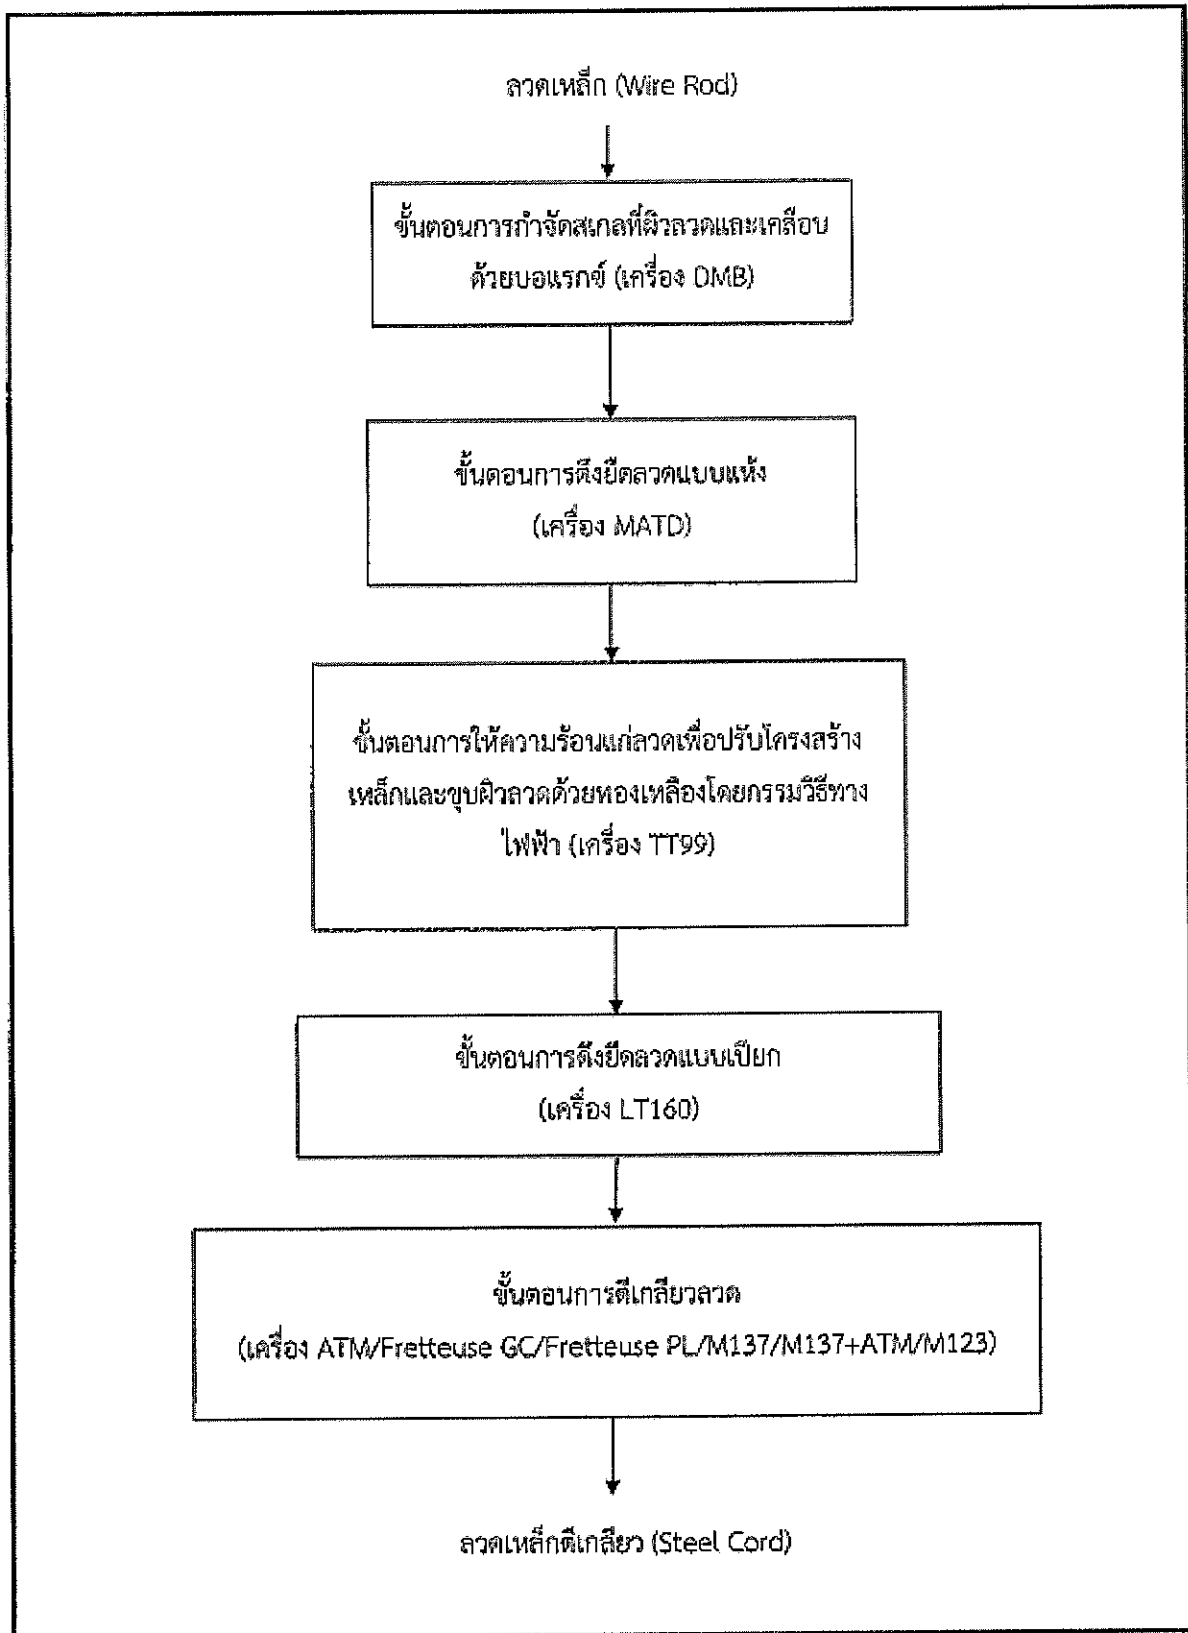 ลวดเหล็ก (Wire Rod)
ขั้นตอนการกำจัดสเกลที่ผิวลวดและเคลือบ
ด้วยบอแรกซ์ (เครื่อง DMB)
ขั้นตอนการดึงยืดลวดแบบแห้ง
(เครื่อง MATD)
ขั้นตอนการให้ความร้อนแก่ลวดเพื่อปรับโครงสร้าง
เหล็กและชุบผิวลวดด้วยทองเหลืองโดยกรรมวิธีทาง
ไฟฟ้า (เครื่อง TT99)
ขั้นตอนการดึงยืดลวดแบบเปียก
(เครื่อง LT160)
ขั้นตอนการตีเกลียวลวด
(เครื่อง ATM/Fretteuse GC/Fretteuse PL/M137/M137+ATM/M123)
ลวดเหล็กตีเกลียว (Steel Cord)